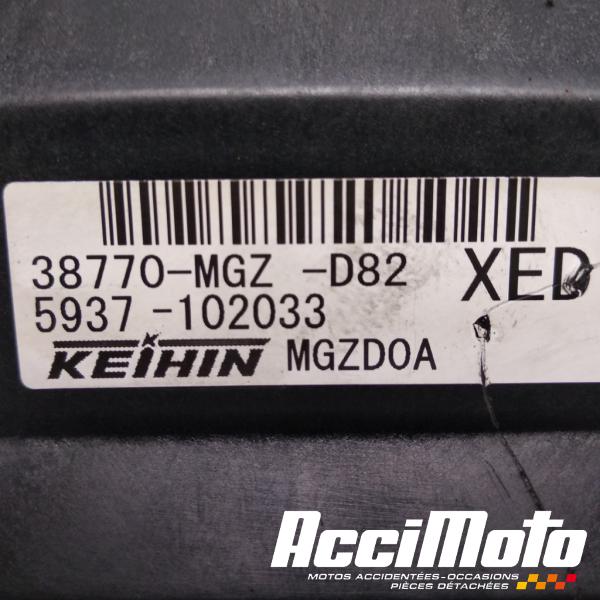 38770-MGZ -D82 XED
5937-102033
KEIHIN MGZD0A
AcciMoto
MOTOS ACCIDENTÉES-OCCASIONS
PIÈCES DÉTACHÉES